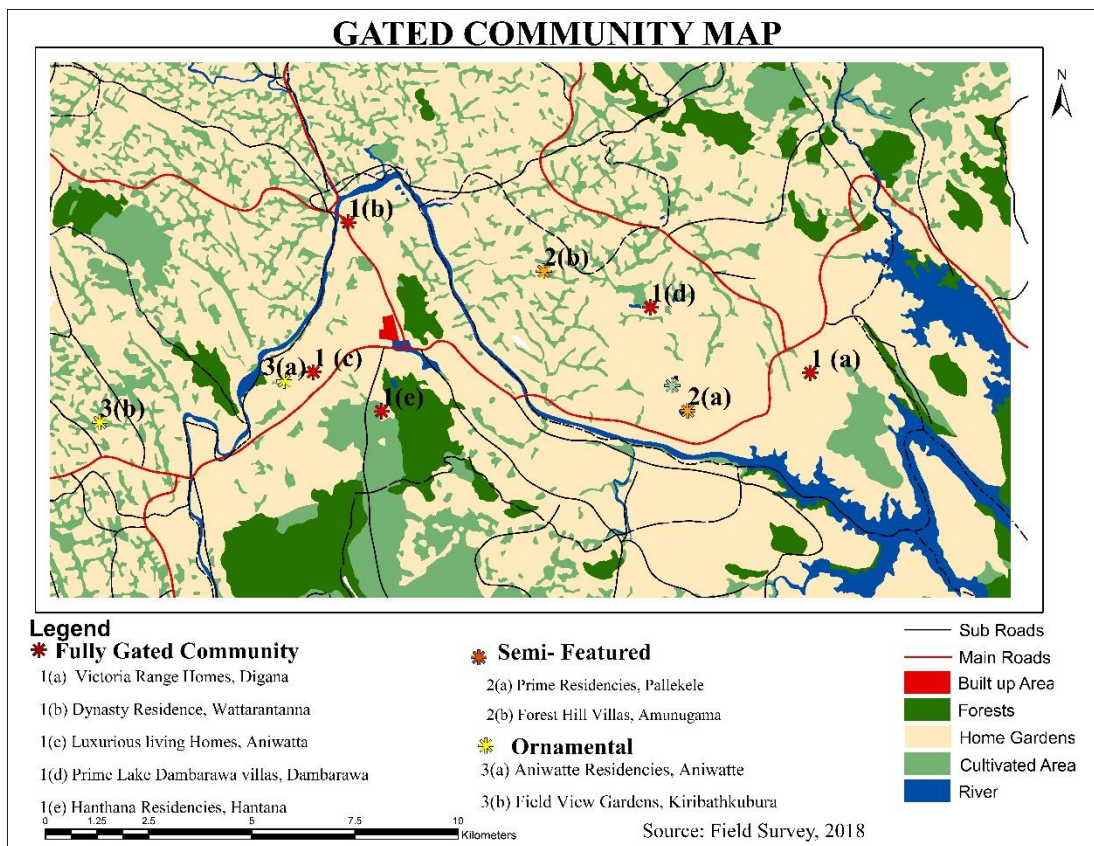 GATED COMMUNITY MAP
N
1(b)
2(b)
1(d)
3(a)
1 (c)
1 (a)
3(b)
1(e)
2(a)
Legend
Fully Gated Community
1(a) Victoria Range Homes, Digana
1(b) Dynasty Residence, Wattarantanna
1(c) Luxurious living Homes, Aniwatta
1(d) Prime Lake Dambarawa villas, Dambarawa
1(e) Hanthana Residencies, Hantana
Semi- Featured
2(a) Prime Residencies, Pallekele
2(b) Forest Hill Villas, Amunugama
Ornamental
3(a) Aniwatte Residencies, Aniwatte
3(b) Field View Gardens, Kiribathkubura
Sub Roads
Main Roads
Built up Area
Forests
Home Gardens
Cultivated Area
River
0 1.25 2.5 5 7.5 10
Kilometers
Source: Field Survey, 2018